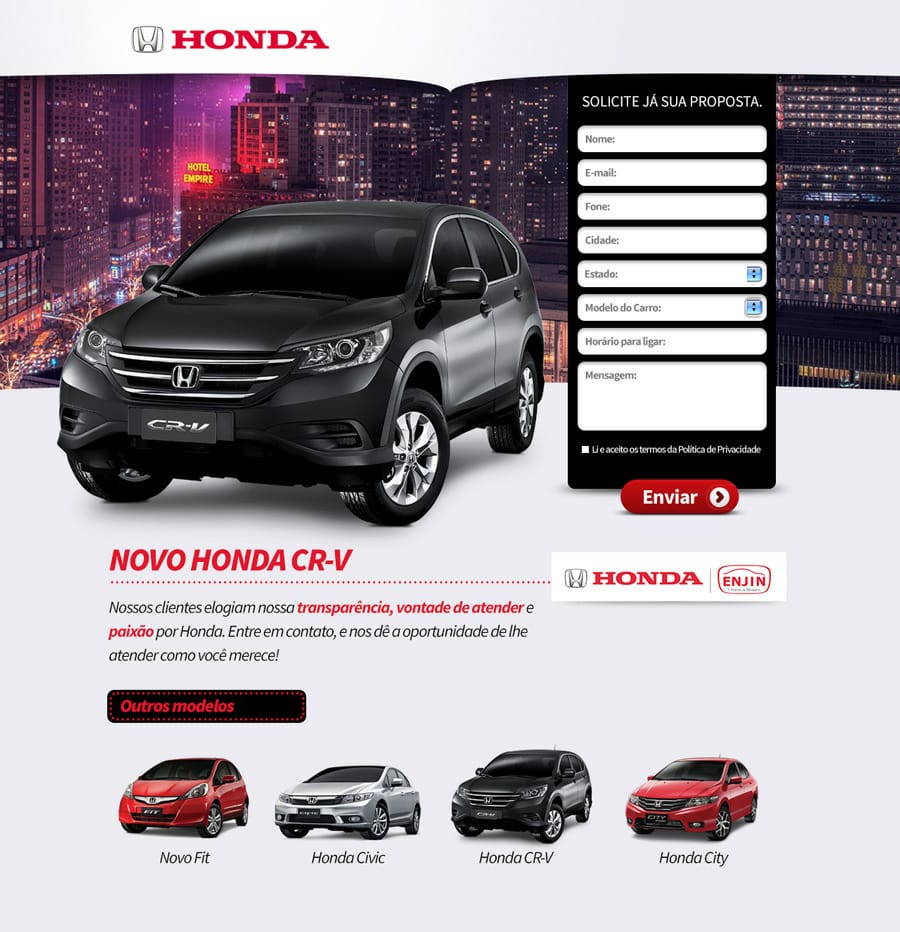 HONDA
HOTEL
EMPIRE
SOLICITE JÁ SUA PROPOSTA.
Nome:
E-mail:
Fone:
Cidade:
Estado:
Modelo do Carro:
Horário para ligar:
Mensagem:
Li e aceito os termos da Política de Privacidade
Enviar
CR-V
NOVO HONDA CR-V
HONDA ENJIN
Nossos clientes elogiam nossa transparência, vontade de atender e
paixão por Honda. Entre em contato, e nos dê a oportunidade de lhe
atender como você merece!
Outros modelos
FIT
CR-V
CITY
Novo Fit
Honda Civic
Honda CR-V
Honda City